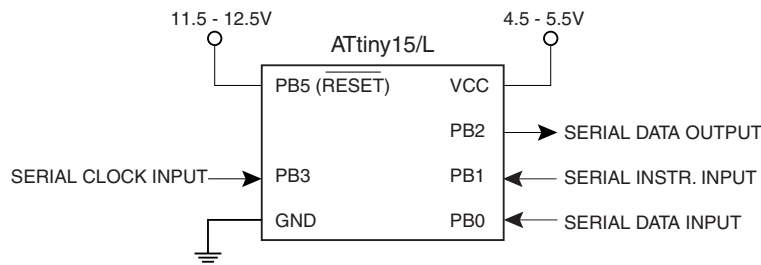 11.5 - 12.5V
4.5 - 5.5V
ATtiny15/L
PB5 (RESET)
VCC
PB2
SERIAL DATA OUTPUT
SERIAL CLOCK INPUT
PB3
PB1
SERIAL INSTR. INPUT
GND
PB0
SERIAL DATA INPUT